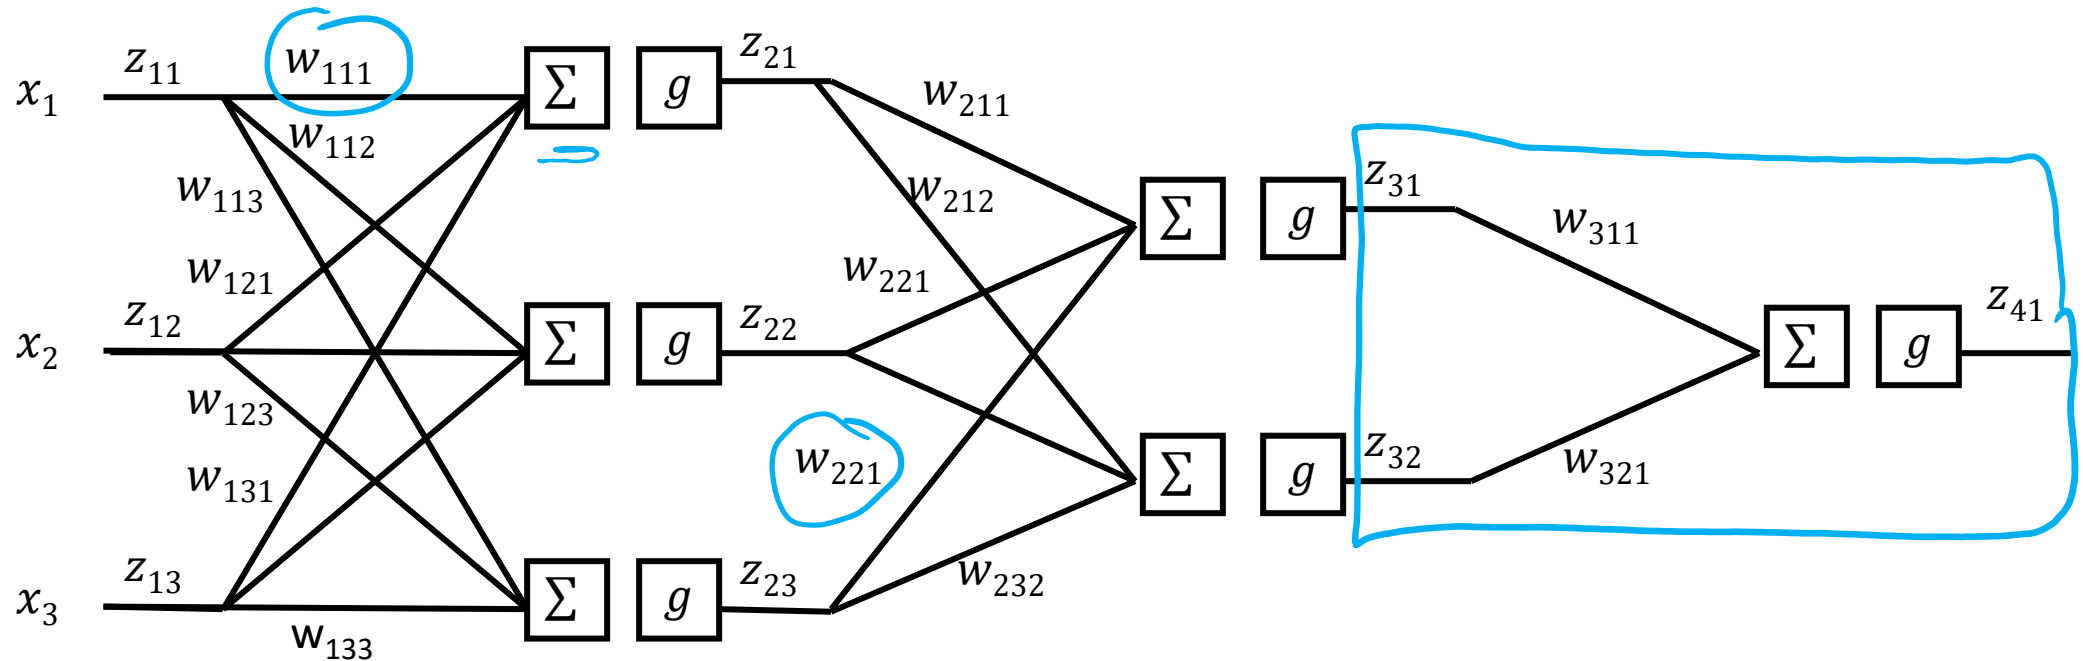 z₁₁ w₁₁₁ z₂₁
x₁ Σ g w₂₁₁
w₁₁₂
w₁₁₃ w₂₁₂ z₃₁
Σ g w₃₁₁
w₁₂₁ w₂₂₁
z₁₂ z₂₂ z₄₁
x₂ Σ g Σ g
w₁₂₃
w₁₃₁ w₂₂₁ z₃₂ w₃₂₁
Σ g
z₁₃ z₂₃ w₂₃₂
x₃ Σ g
w₁₃₃